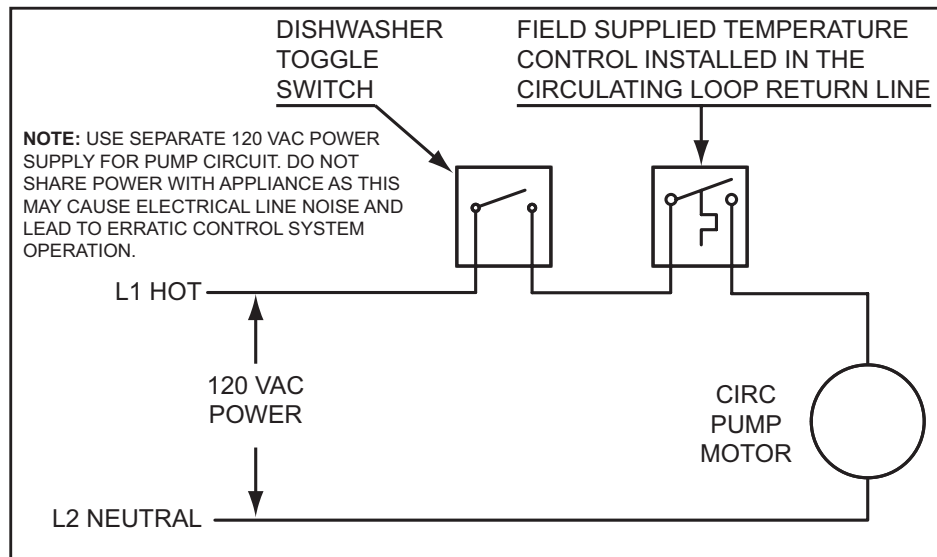 DISHWASHER
TOGGLE
SWITCH
FIELD SUPPLIED TEMPERATURE
CONTROL INSTALLED IN THE
CIRCULATING LOOP RETURN LINE
NOTE: USE SEPARATE 120 VAC POWER
SUPPLY FOR PUMP CIRCUIT. DO NOT
SHARE POWER WITH APPLIANCE AS THIS
MAY CAUSE ELECTRICAL LINE NOISE AND
LEAD TO ERRATIC CONTROL SYSTEM
OPERATION.
L1 HOT
120 VAC
POWER
CIRC
PUMP
MOTOR
L2 NEUTRAL